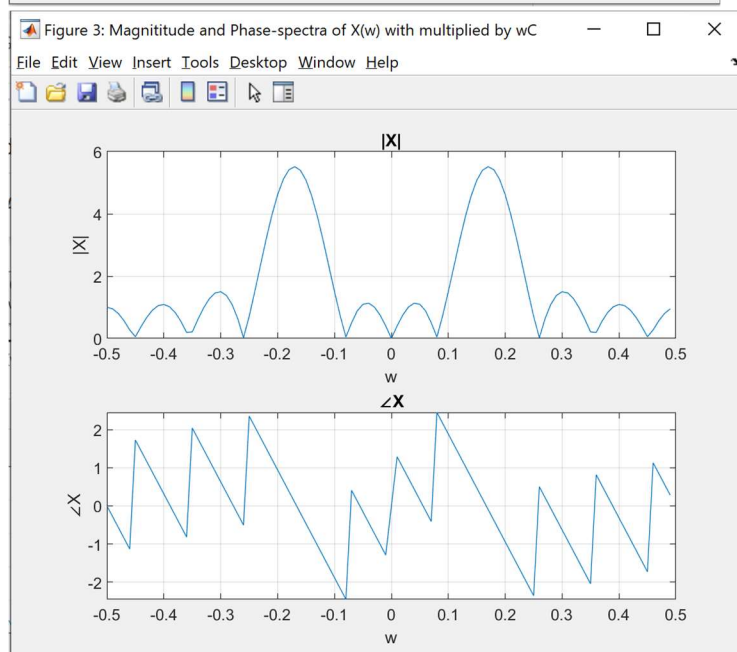 Figure 3: Magnititude and Phase-spectra of X(w) with multiplied by wC
File Edit View Insert Tools Desktop Window Help
|X|
6
4
2
0
|X|
-0.5 -0.4 -0.3 -0.2 -0.1 0 0.1 0.2 0.3 0.4 0.5
w
∠X
2
1
0
-1
-2
∠X
-0.5 -0.4 -0.3 -0.2 -0.1 0 0.1 0.2 0.3 0.4 0.5
w